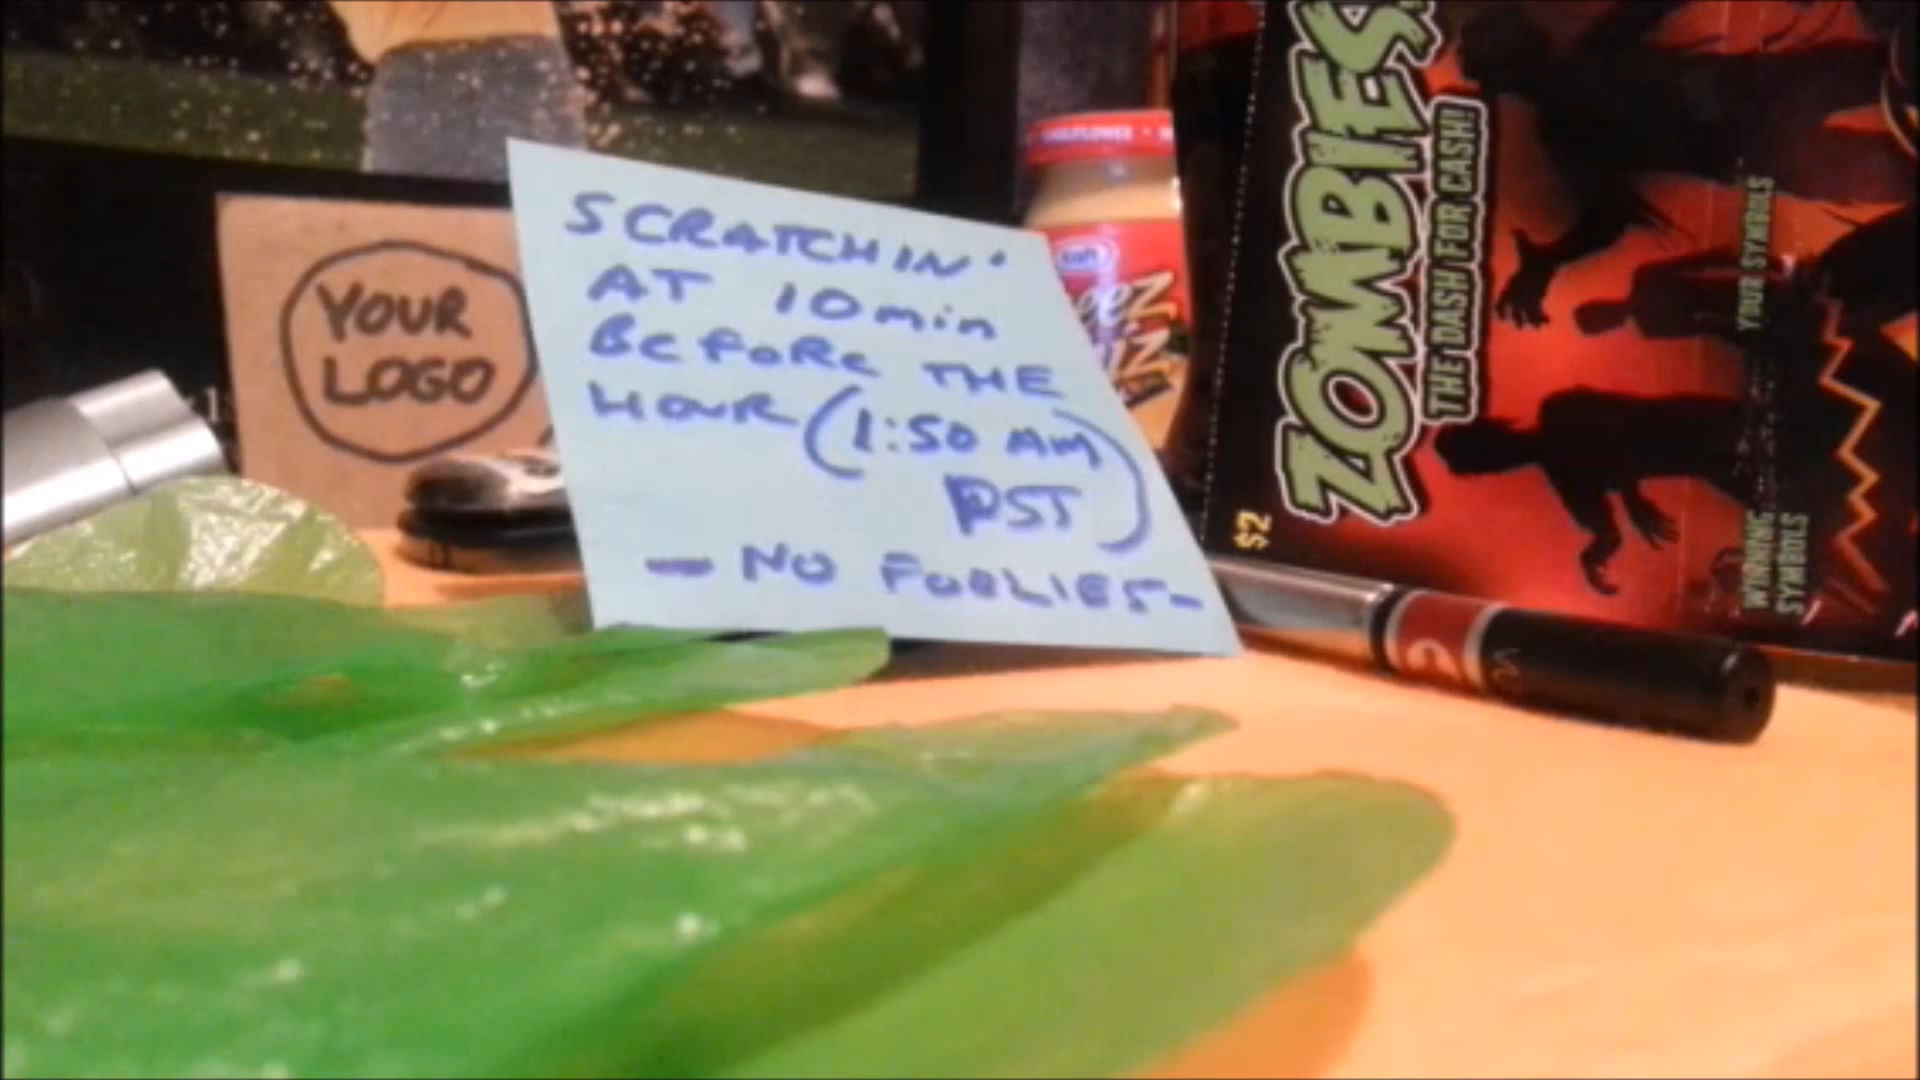 YOUR
LOGO
SCRATCHIN'
AT 10min
BeFoRe THE
HOUR (1:50 AM
PST)
- NO FOELIES-
ZOMBIES
THE DASH FOR CASH!
$2
YOUR SYMBOLS
WINNING
SYMBOLS